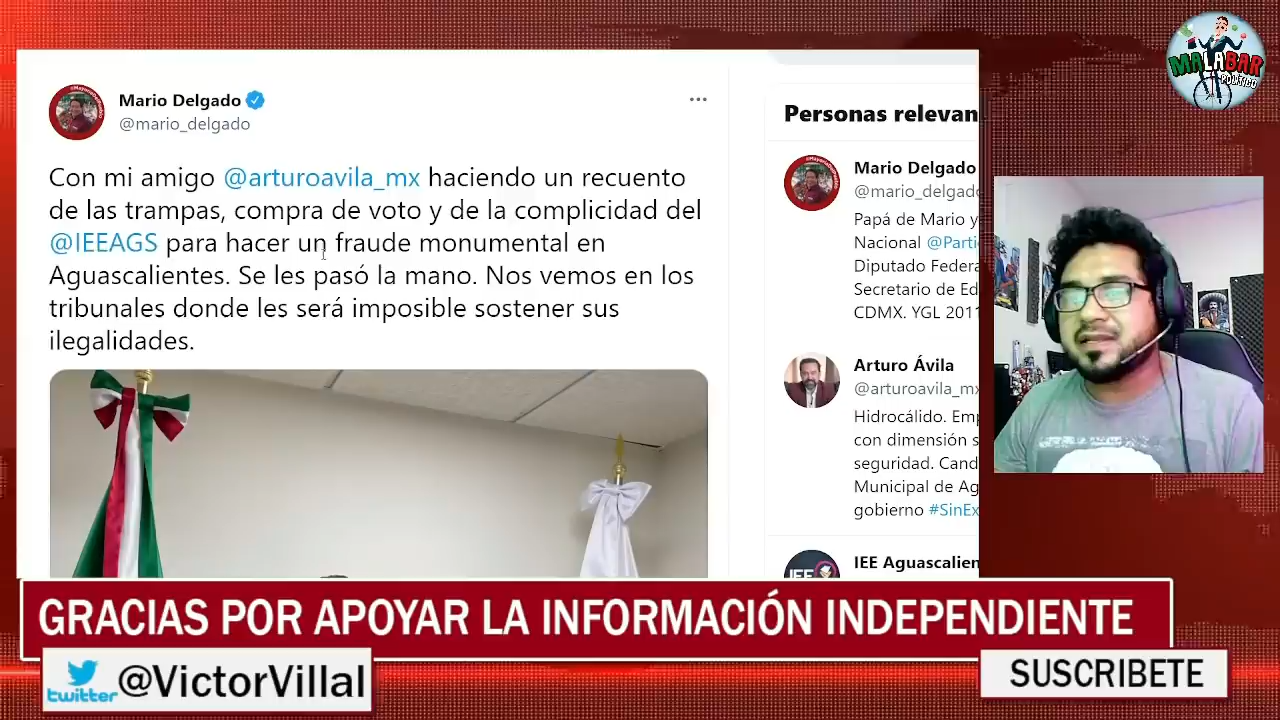 Mario Delgado
@mario_delgado
Con mi amigo @arturoavila_mx haciendo un recuento
de las trampas, compra de voto y de la complicidad del
@IEEAGS para hacer un fraude monumental en
Aguascalientes. Se les pasó la mano. Nos vemos en los
tribunales donde les será imposible sostener sus
ilegalidades.
Personas relevan
Mario Delgado
@mario_delgado
Papá de Mario y
Nacional @Parti
Diputado Federa
Secretario de Ed
CDMX. YGL 2011
Arturo Ávila
@arturoavila_mx
Hidrocálido. Emp
con dimensión s
seguridad. Cand
Municipal de Ag
gobierno #SinEx
IEE
IEE Aguascalien
MALABAR
POLÍTICO
GRACIAS POR APOYAR LA INFORMACIÓN INDEPENDIENTE
twitter @VictorVillal
SUSCRIBETE